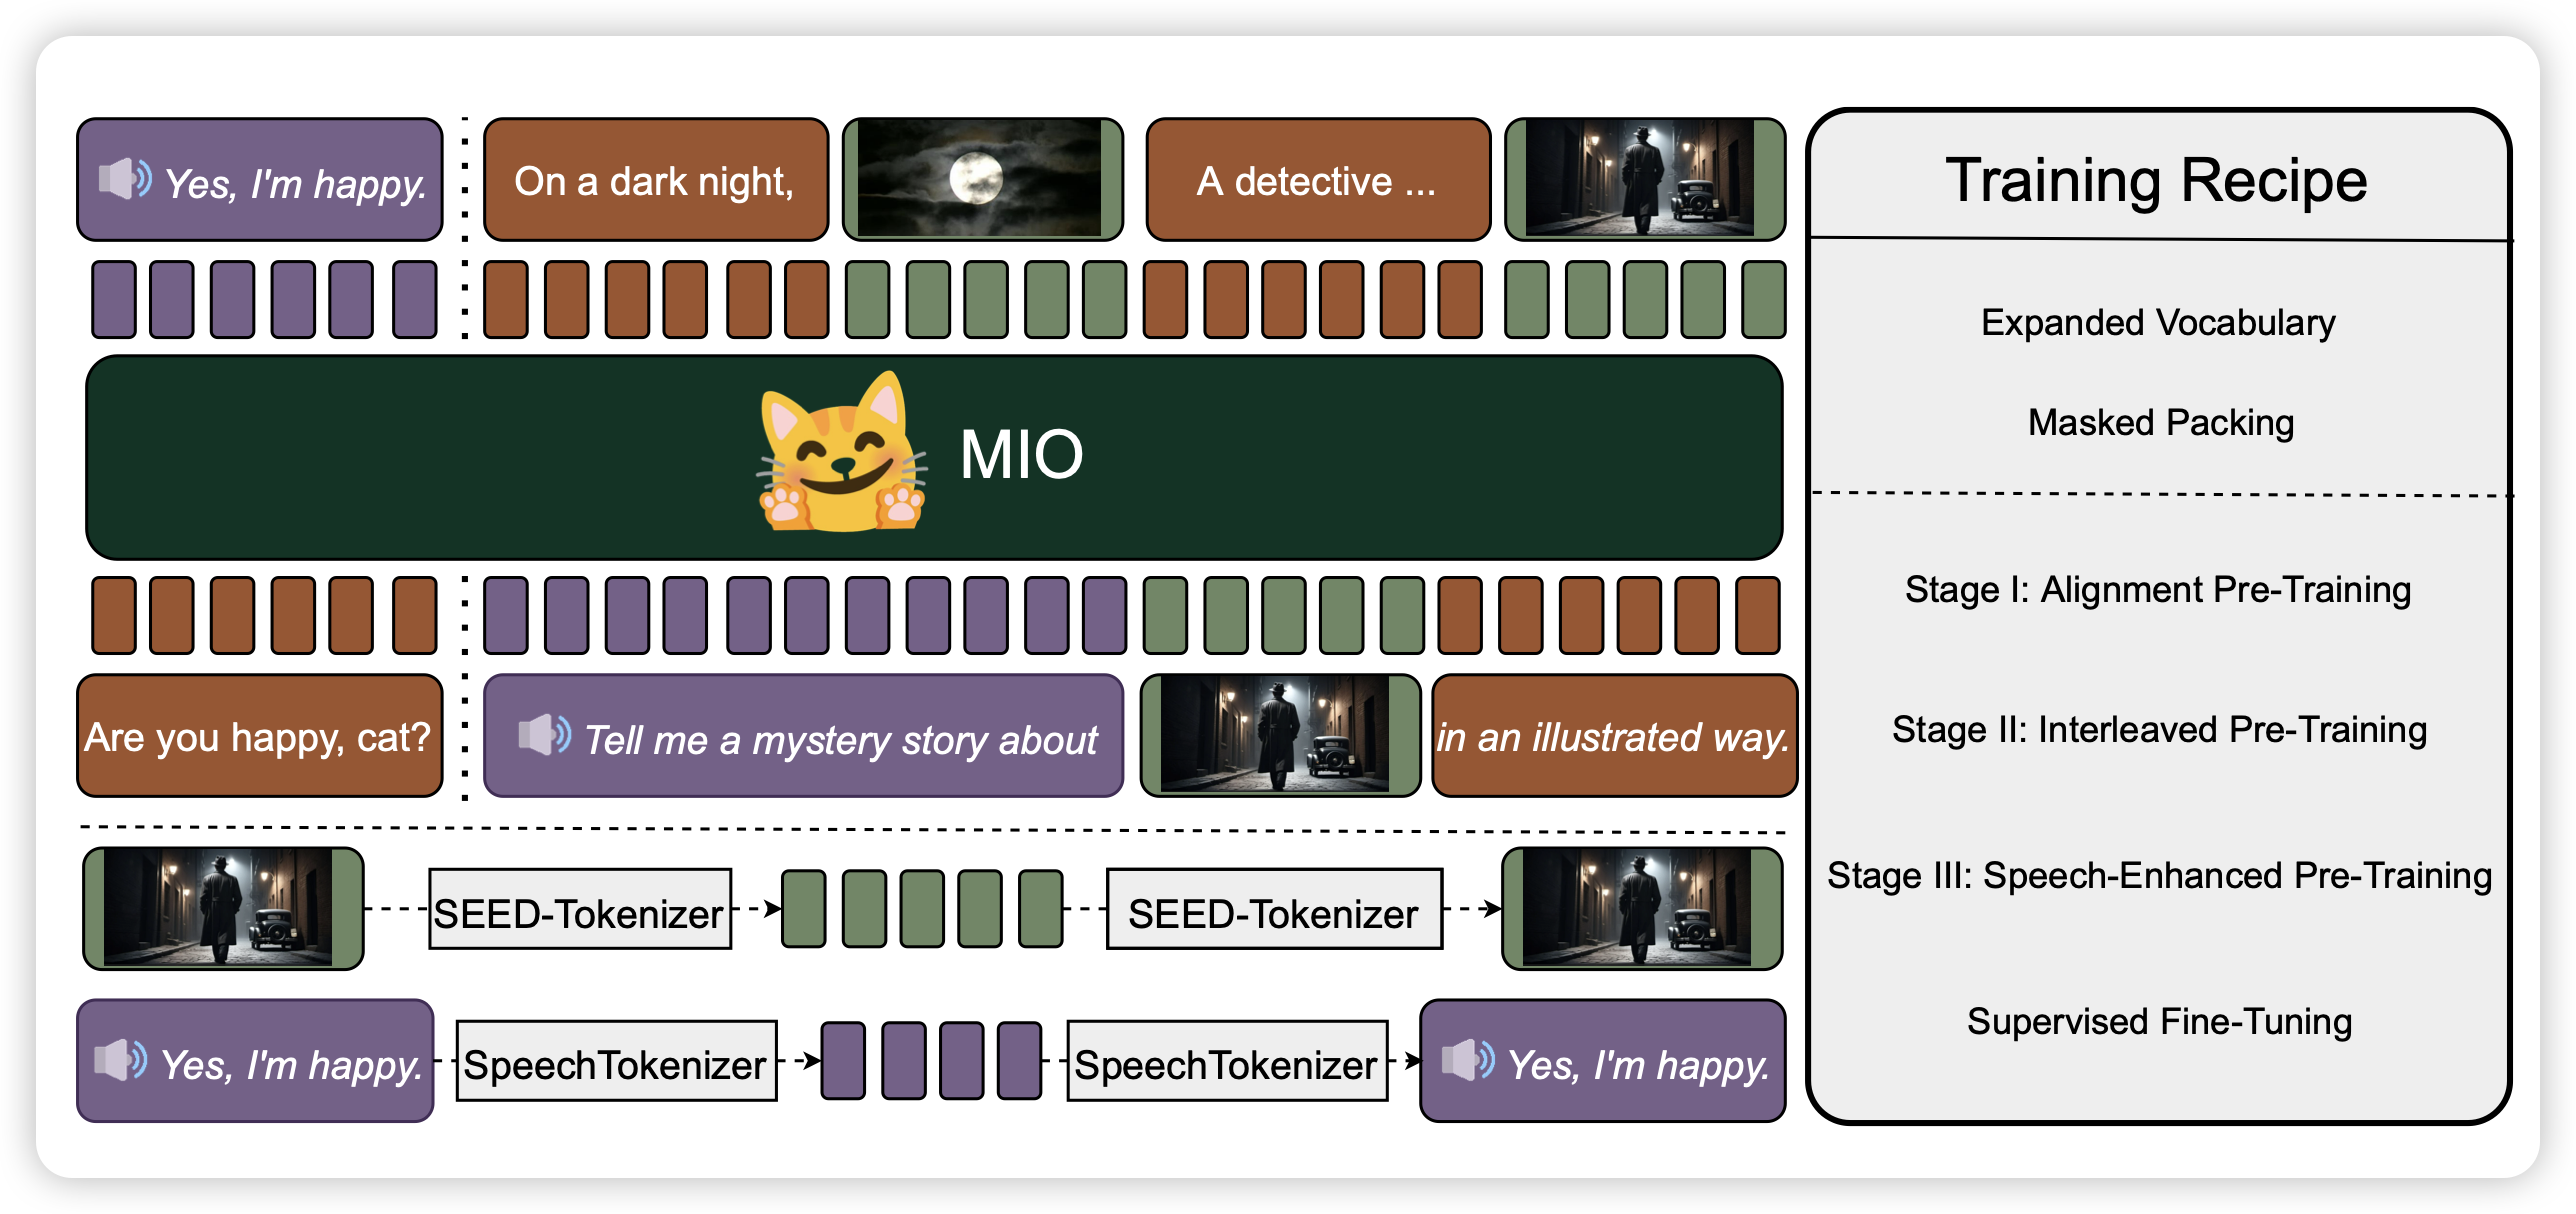 Yes, I'm happy.
On a dark night,
A detective ...
MIO
Are you happy, cat?
Tell me a mystery story about
in an illustrated way.
SEED-Tokenizer
SEED-Tokenizer
Yes, I'm happy.
SpeechTokenizer
SpeechTokenizer
Yes, I'm happy.
Training Recipe
Expanded Vocabulary
Masked Packing
Stage I: Alignment Pre-Training
Stage II: Interleaved Pre-Training
Stage III: Speech-Enhanced Pre-Training
Supervised Fine-Tuning